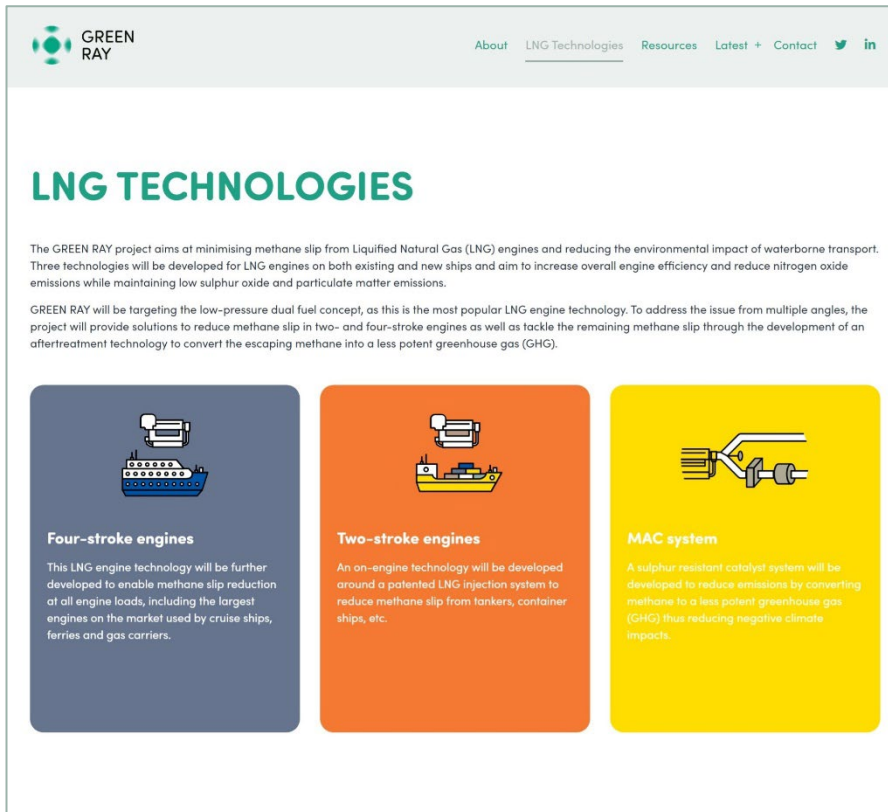 GREEN
RAY
About LNG Technologies Resources Latest + Contact in
LNG TECHNOLOGIES
The GREEN RAY project aims at minimising methane slip from Liquified Natural Gas (LNG) engines and reducing the environmental impact of waterborne transport.
Three technologies will be developed for LNG engines on both existing and new ships and aim to increase overall engine efficiency and reduce nitrogen oxide
emissions while maintaining low sulphur oxide and particulate matter emissions.
GREEN RAY will be targeting the low-pressure dual fuel concept, as this is the most popular LNG engine technology. To address the issue from multiple angles, the
project will provide solutions to reduce methane slip in two- and four-stroke engines as well as tackle the remaining methane slip through the development of an
aftertreatment technology to convert the escaping methane into a less potent greenhouse gas (GHG).
Four-stroke engines
This LNG engine technology will be further
developed to enable methane slip reduction
at all engine loads, including the largest
engines on the market used by cruise ships,
ferries and gas carriers.
Two-stroke engines
An on-engine technology will be developed
around a patented LNG injection system to
reduce methane slip from tankers, container
ships, etc.
MAC system
A sulphur resistant catalyst system will be
developed to reduce emissions by converting
methane to a less potent greenhouse gas
(GHG) thus reducing negative climate
impacts.